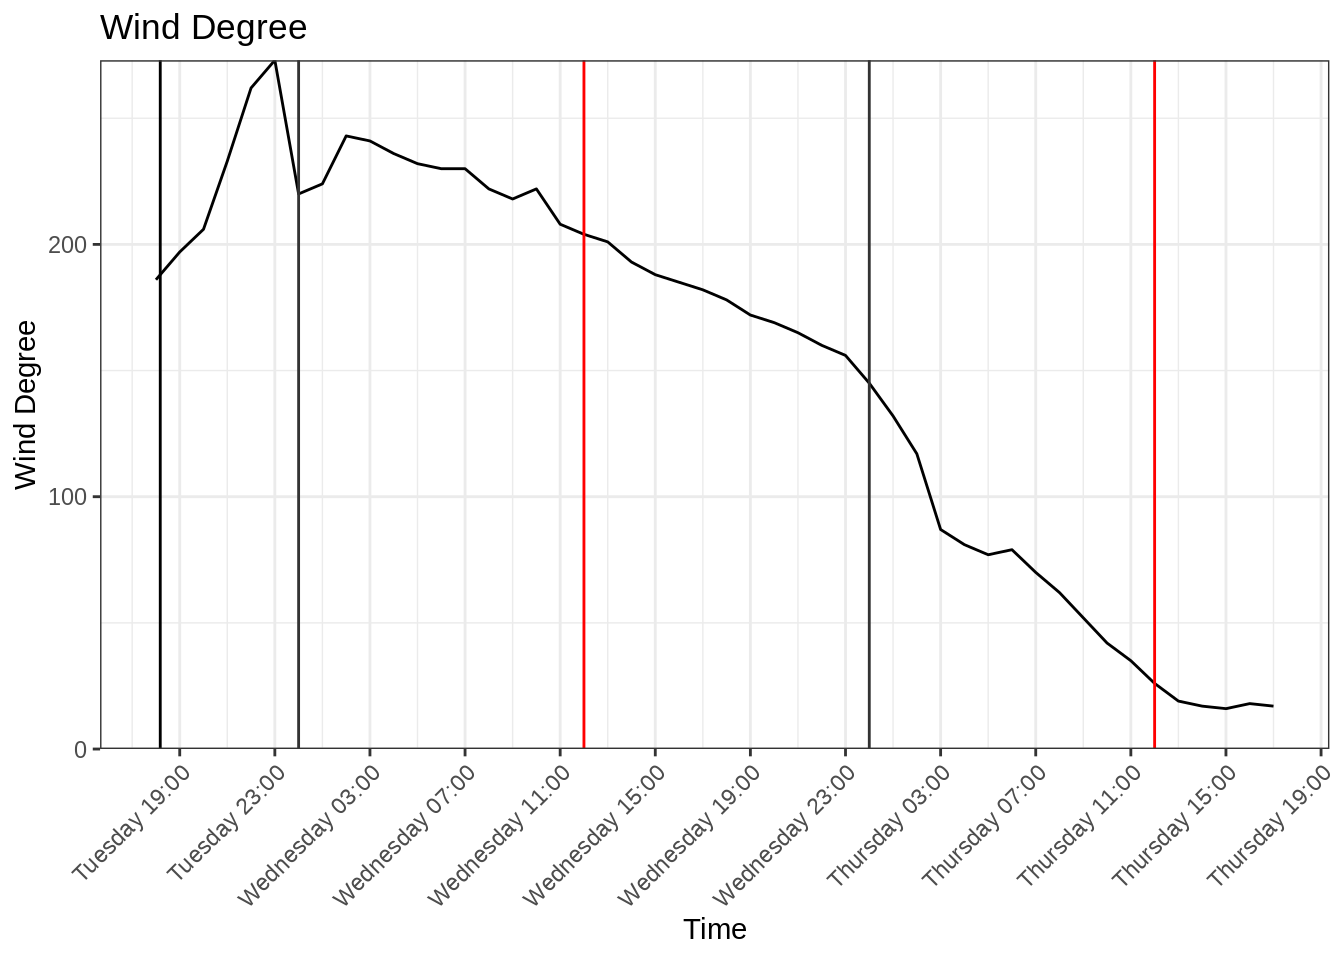 Wind Degree
Wind Degree
200
100
0
Tuesday 19:00
Tuesday 23:00
Wednesday 03:00
Wednesday 07:00
Wednesday 11:00
Wednesday 15:00
Wednesday 19:00
Wednesday 23:00
Thursday 03:00
Thursday 07:00
Thursday 11:00
Thursday 15:00
Thursday 19:00
Time